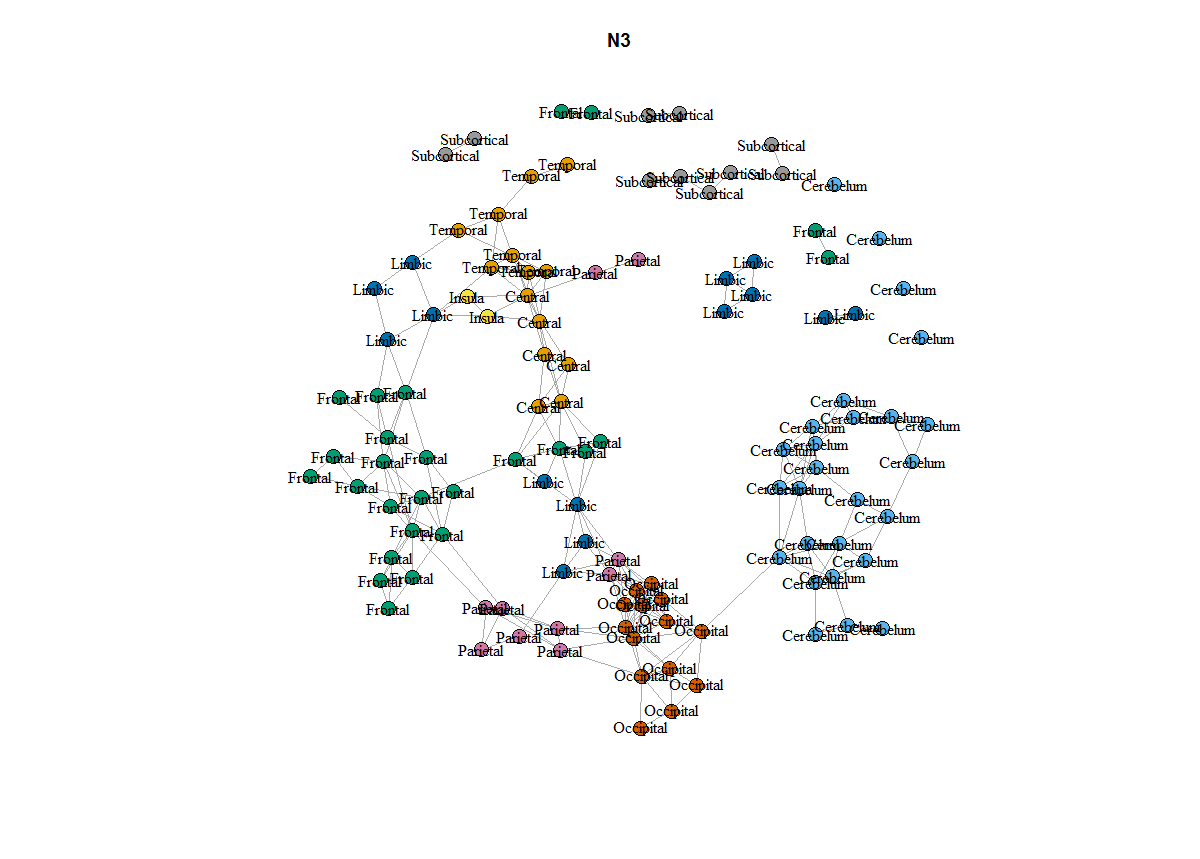 N3
Frontal Frontal Subcortical Subcortical
Subcortical
Subcortical Subcortical
Temporal
Temporal Subcortical Subcortical Subcortical Subcortical
Subcortical Cerebelum
Subcortical
Temporal
Temporal Frontal
Cerebelum
Temporal
Limbic Parietal Limbic Frontal
Temporal Temporal Temporal Parietal
Limbic
Limbic Cerebelum
Insula Central Limbic
Limbic Insula Limbic Limbic Limbic
Central
Limbic Cerebelum
Central
Central
Frontal Frontal Frontal
Central Central Cerebelum
Cerebelum Cerebelum
Cerebelum Cerebelum
Frontal Frontal Cerebelum
Frontal Frontal Cerebelum
Frontal Frontal Frontal Frontal Cerebelum
Frontal Cerebelum
Frontal Limbic
Frontal Frontal Cerebelum Cerebelum
Frontal Frontal Cerebelum
Frontal Limbic
Cerebelum
Frontal Frontal
Limbic Cerebelum Cerebelum
Frontal Parietal Cerebelum Cerebelum
Limbic Parietal
Frontal Frontal Occipital Cerebelum Cerebelum
Occipital
Frontal Parietal Parietal Occipital Occipital Occipital
Occipital
Parietal Occipital Occipital Cerebelum Cerebelum
Parietal Occipital Cerebelum
Parietal Parietal
Occipital Occipital
Occipital
Occipital
Occipital